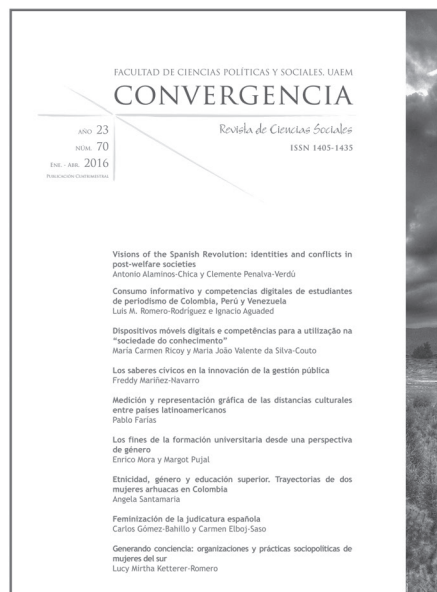 FACULTAD DE CIENCIAS POLÍTICAS Y SOCIALES, UAEM
CONVERGENCIA
Revista de Ciencias Sociales
ISSN 1405-1435
AÑO 23
NÚM. 70
ENE. - ABR. 2016
PUBLICACIÓN CUATRIMESTRAL
Visions of the Spanish Revolution: identities and conflicts in
post-welfare societies
Antonio Alaminos-Chica y Clemente Penalva-Verdú
Consumo informativo y competencias digitales de estudiantes
de periodismo de Colombia, Perú y Venezuela
Luis M. Romero-Rodríguez e Ignacio Aguaded
Dispositivos móveis digitais e competências para a utilização na
“sociedade do conhecimento”
María Carmen Ricoy y Maria João Valente da Silva-Couto
Los saberes cívicos en la innovación de la gestión pública
Freddy Mariñez-Navarro
Medición y representación gráfica de las distancias culturales
entre países latinoamericanos
Pablo Farías
Los fines de la formación universitaria desde una perspectiva
de género
Enrico Mora y Margot Pujal
Etnicidad, género y educación superior. Trayectorias de dos
mujeres arhuacas en Colombia
Angela Santamaría
Feminización de la judicatura española
Carlos Gómez-Bahillo y Carmen Elboj-Saso
Generando conciencia: organizaciones y prácticas sociopolíticas de
mujeres del sur
Lucy Mirtha Ketterer-Romero